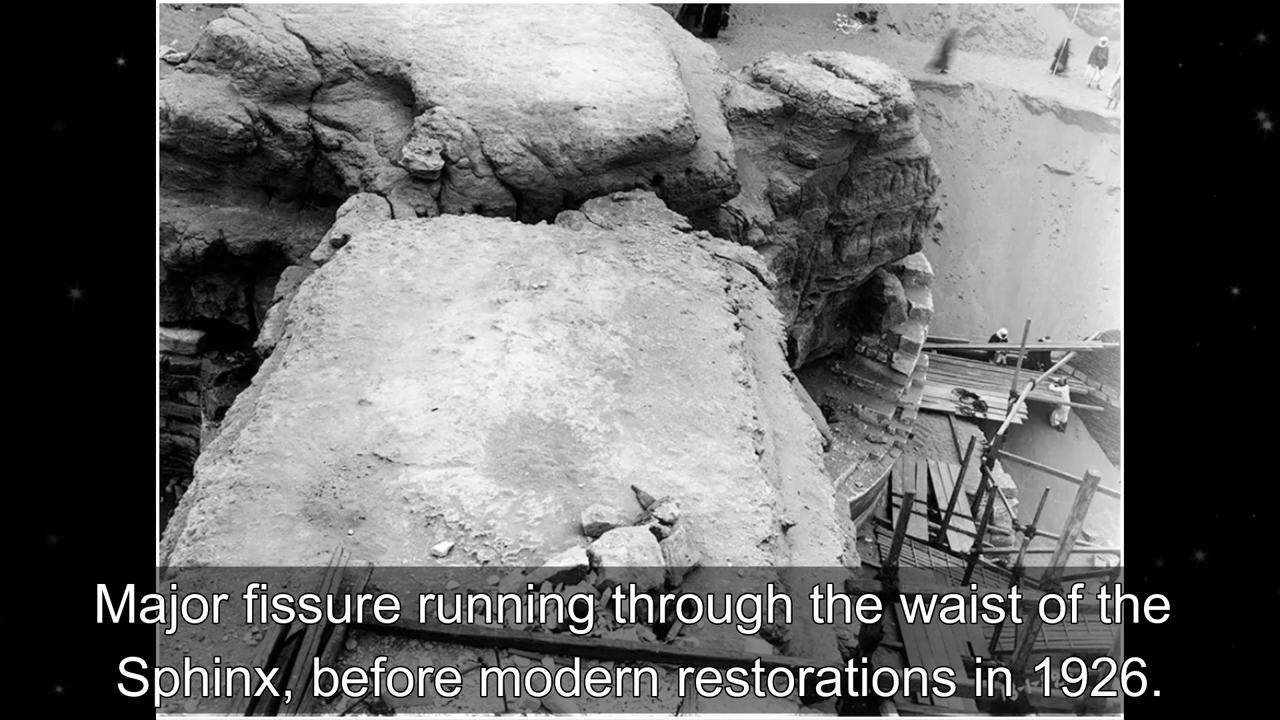 Major fissure running through the waist of the
Sphinx, before modern restorations in 1926.